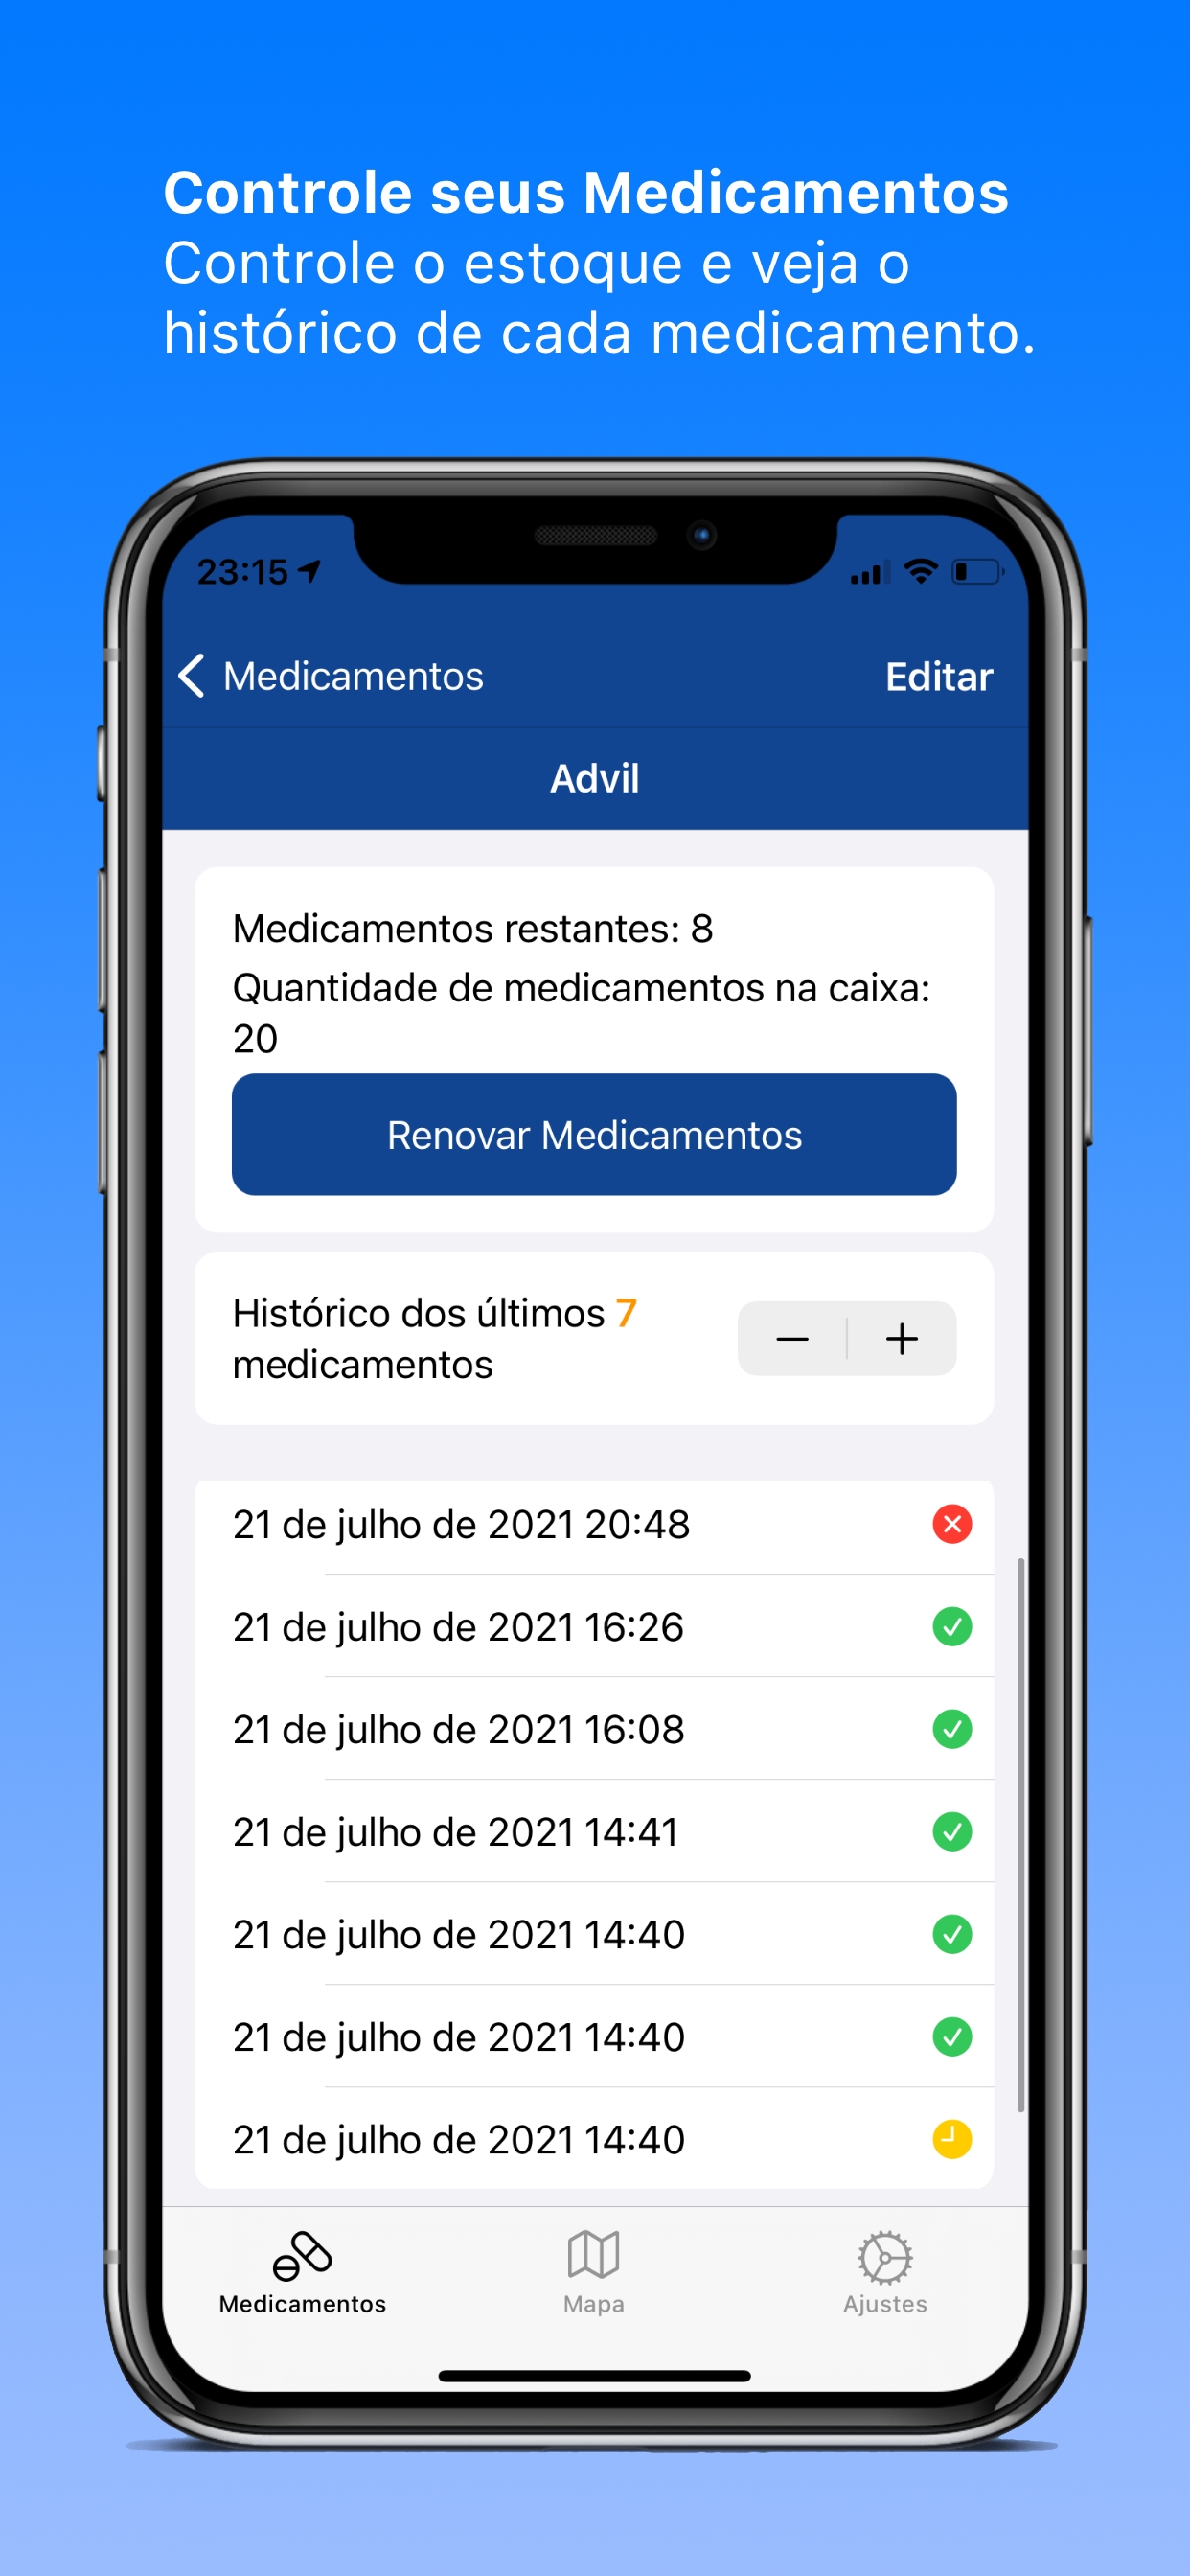 Controle seus Medicamentos
Controle o estoque e veja o
histórico de cada medicamento.
23:15
Medicamentos
Editar
Advil
Medicamentos restantes: 8
Quantidade de medicamentos na caixa:
20
Renovar Medicamentos
Histórico dos últimos 7
medicamentos
21 de julho de 2021 20:48
21 de julho de 2021 16:26
21 de julho de 2021 16:08
21 de julho de 2021 14:41
21 de julho de 2021 14:40
21 de julho de 2021 14:40
21 de julho de 2021 14:40
Medicamentos
Mapa
Ajustes